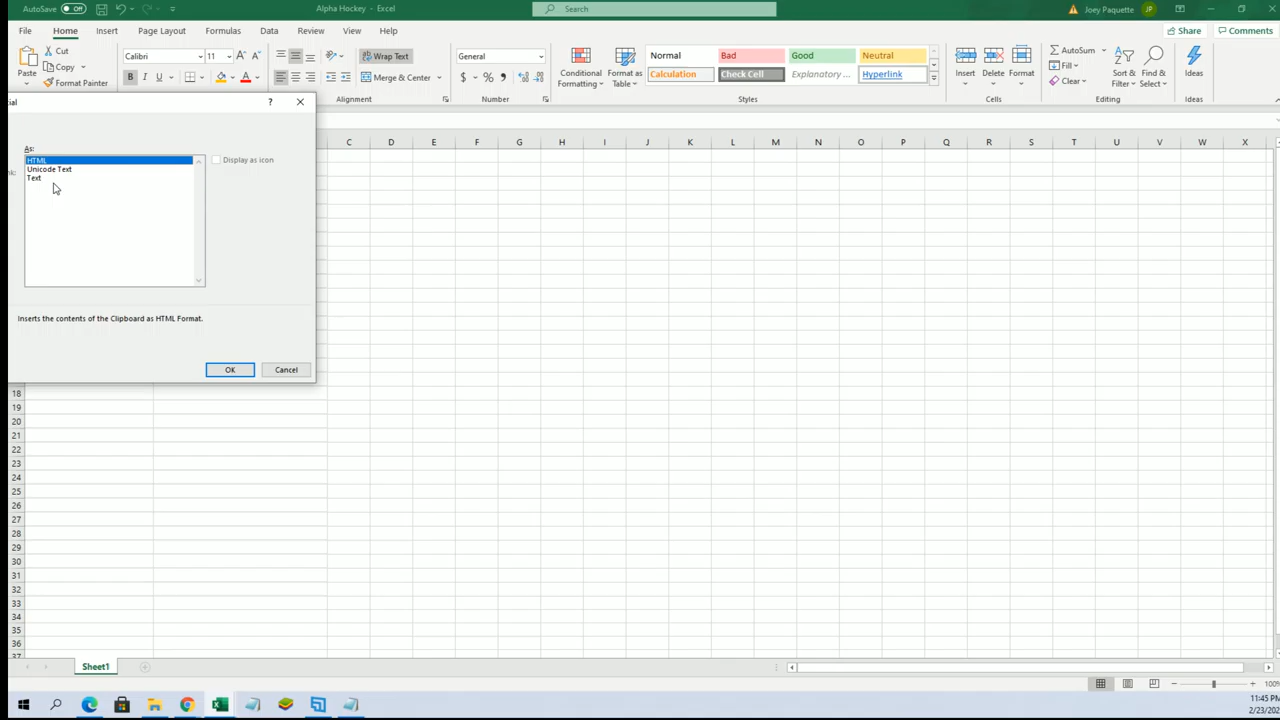 AutoSave Off Alpha Hockey - Excel Search Joey Paquette JP
File Home Insert Page Layout Formulas Data Review View Help Share Comments
Paste Cut Copy Format Painter
Calibri 11
B I U A
Wrap Text
Merge & Center
Alignment
General
$ % ,
Number
Conditional Formatting
Format as Table
Normal Bad Good Neutral
Calculation Check Cell Explanatory ... Hyperlink
Styles
Insert Delete Format
Cells
AutoSum
Fill
Clear
Sort & Filter
Find & Select
Editing
Ideas
Ideas
ial ?
As:
HTML
Unicode Text
Text
Display as icon
Inserts the contents of the Clipboard as HTML Format.
OK Cancel
C D E F G H I J K L M N O P Q R S T U V W X
18
19
20
21
22
23
24
25
26
27
28
29
30
31
32
33
34
35
36
37
Sheet1
100%
11:45 PM